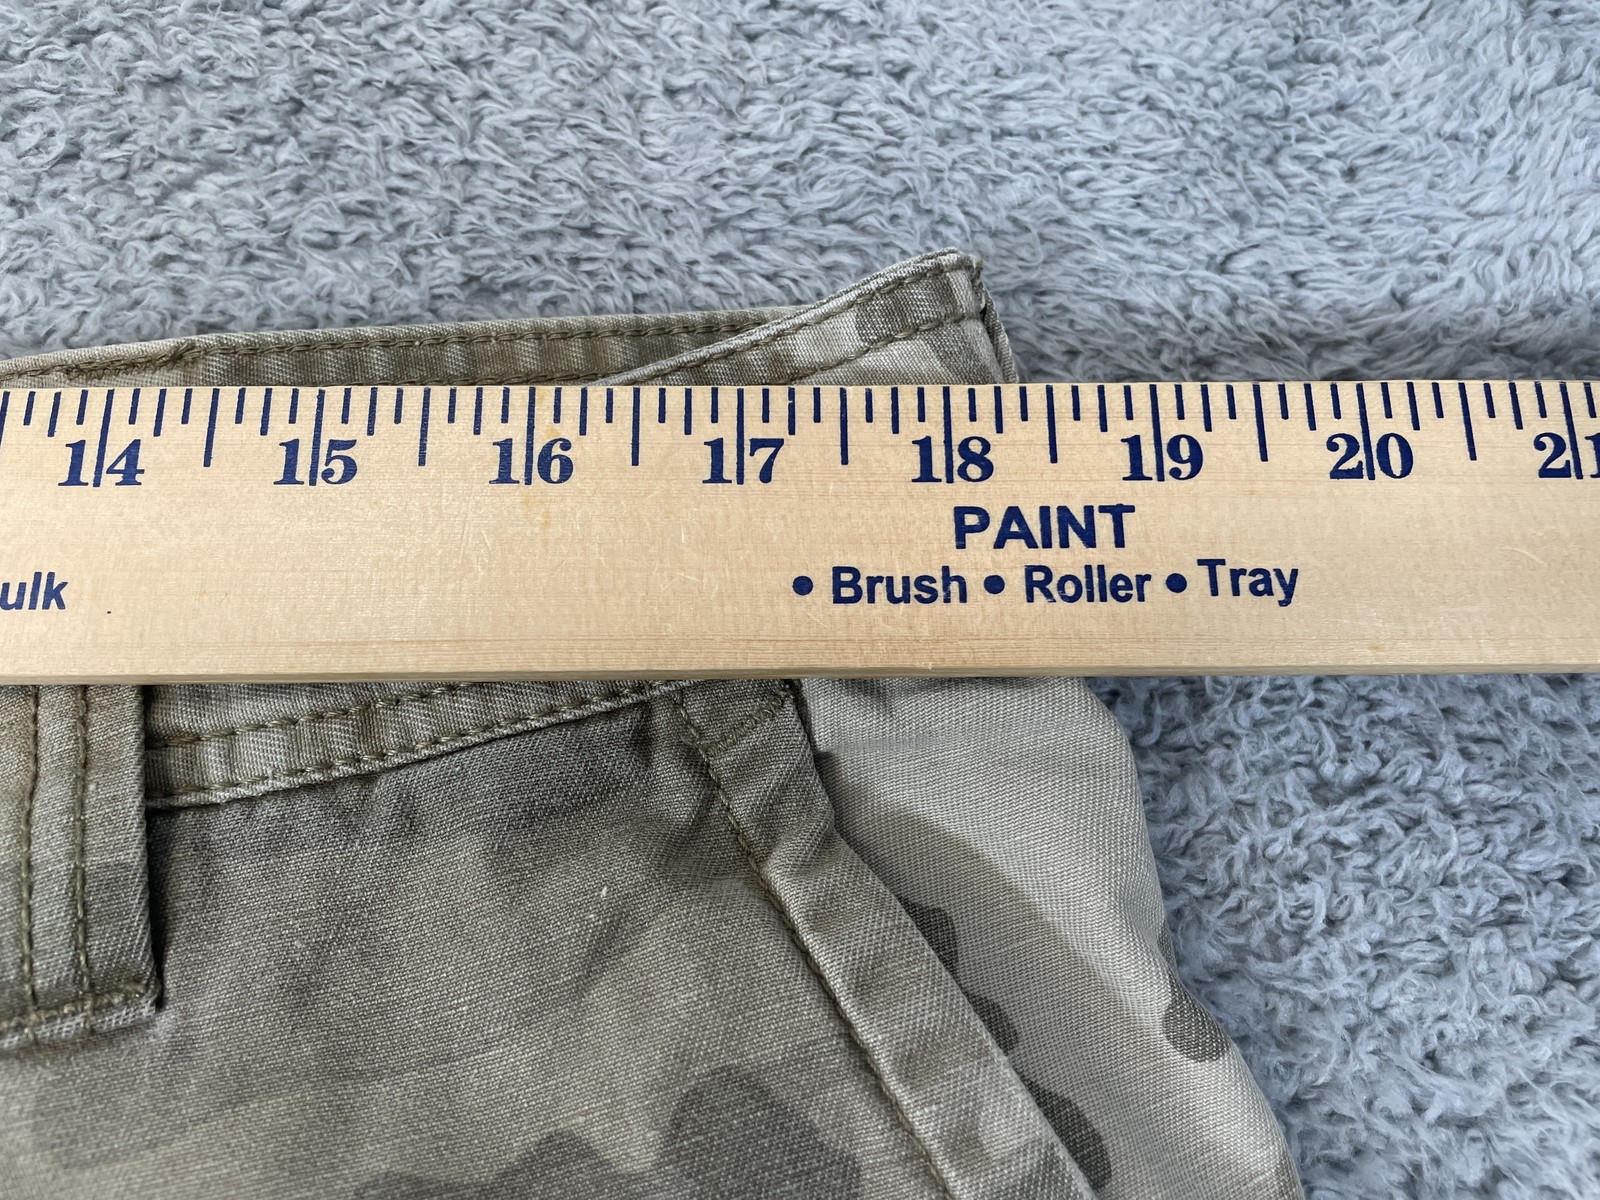 14 15 16 17 18 19 20 21
PAINT
ulk • Brush • Roller • Tray